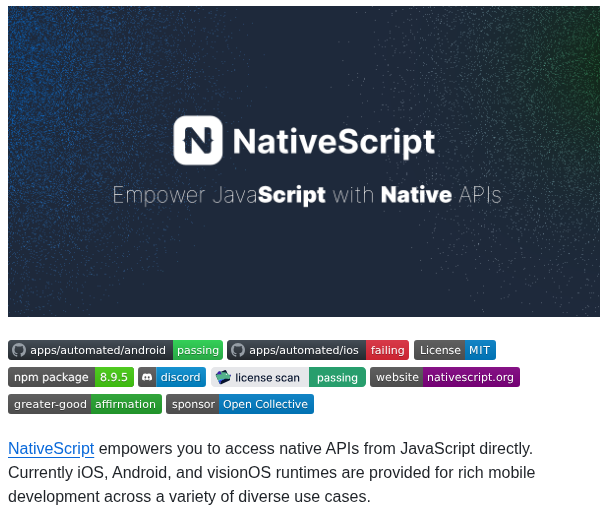 NativeScript
Empower JavaScript with Native APIs
apps/automated/android passing apps/automated/ios failing License MIT
npm package 8.9.5 discord license scan passing website nativescript.org
greater-good affirmation sponsor Open Collective
NativeScript empowers you to access native APIs from JavaScript directly.
Currently iOS, Android, and visionOS runtimes are provided for rich mobile
development across a variety of diverse use cases.